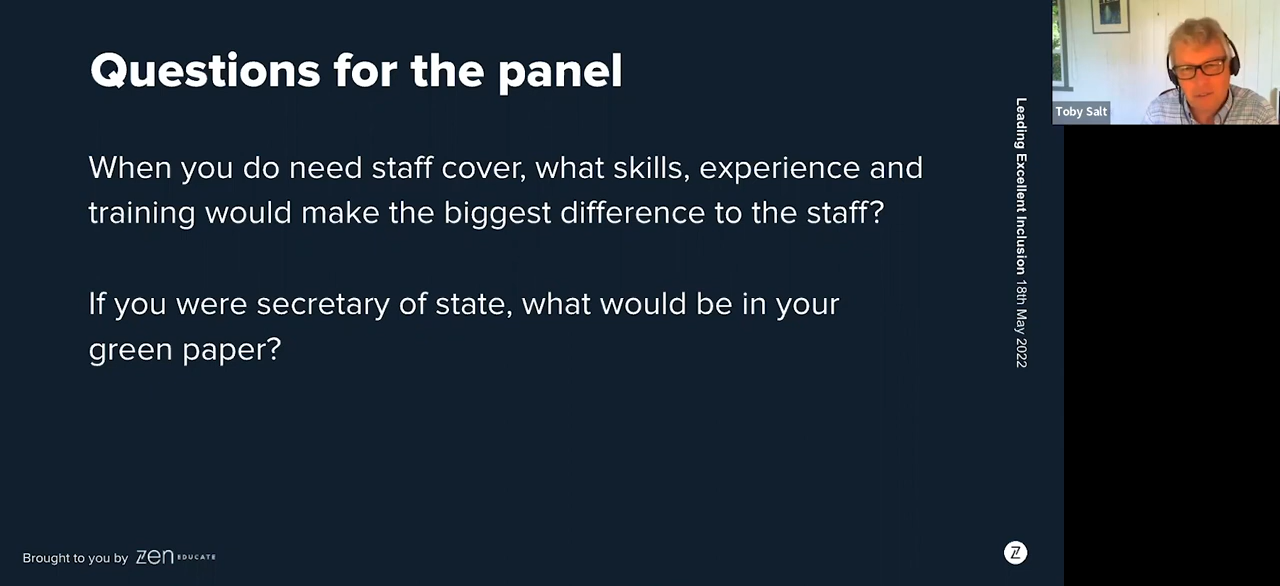 Questions for the panel
When you do need staff cover, what skills, experience and
training would make the biggest difference to the staff?
If you were secretary of state, what would be in your
green paper?
Leading Excellent Inclusion 18th May 2022
Toby Salt
Brought to you by zen EDUCATE
Z